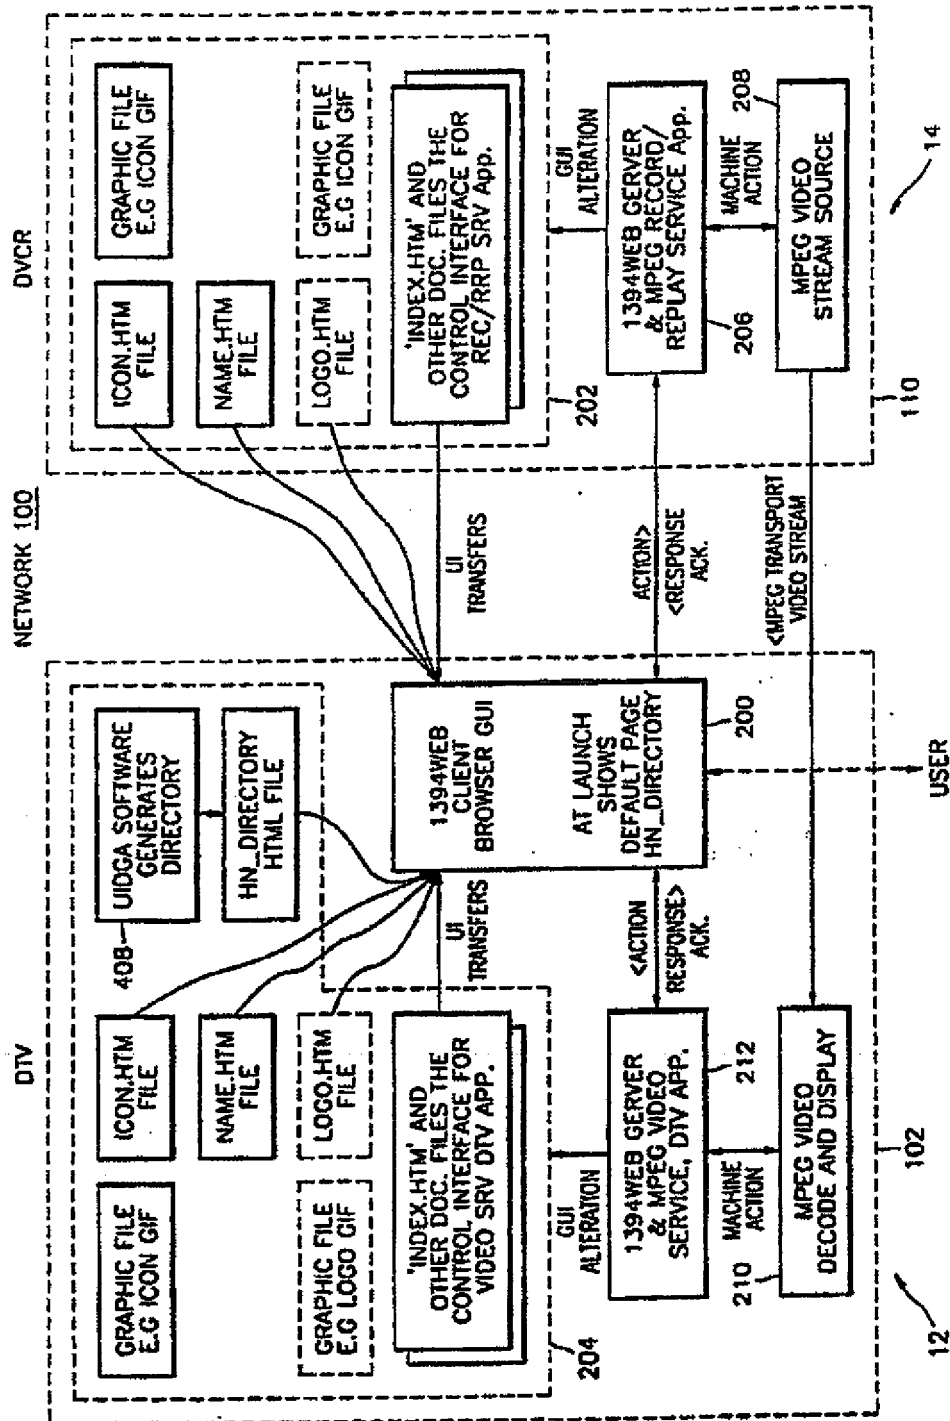 NETWORK 100
DTV
GRAPHIC FILE
E.G ICON GIF
ICON.HTM
FILE
NAME.HTM
FILE
GRAPHIC FILE
E.G LOGO GIF
LOGO.HTM
FILE
'INDEX.HTM' AND
OTHER DOC. FILES THE
CONTROL INTERFACE FOR
VIDEO SRV DTV APP.
204
408
UIDGA SOFTWARE
GENERATES
DIRECTORY
HN_DIRECTORY
HTML FILE
UI
TRANSFERS
1394WEB
CLIENT
BROWSER GUI
AT LAUNCH
SHOWS
DEFAULT PAGE
HN_DIRECTORY
200
USER
GUI
ALTERATION
1394WEB GERVER
& MPEG VIDEO
SERVICE, DTV APP.
212
<ACTION
RESPONSE>
ACK.
MACHINE
ACTION
210
MPEG VIDEO
DECODE AND DISPLAY
102
12
DVCR
ICON.HTM
FILE
GRAPHIC FILE
E.G ICON GIF
NAME.HTM
FILE
LOGO.HTM
FILE
GRAPHIC FILE
E.G ICON GIF
'INDEX.HTM' AND
OTHER DOC. FILES THE
CONTROL INTERFACE FOR
REC/RRP SRV App.
202
UI
TRANSFERS
GUI
ALTERATION
1394WEB GERVER
& MPEG RECORD/
REPLAY SERVICE App.
206
ACTION>
<RESPONSE
ACK.
MACHINE
ACTION
208
MPEG VIDEO
STREAM SOURCE
<MPEG TRANSPORT
VIDEO STREAM
110
14